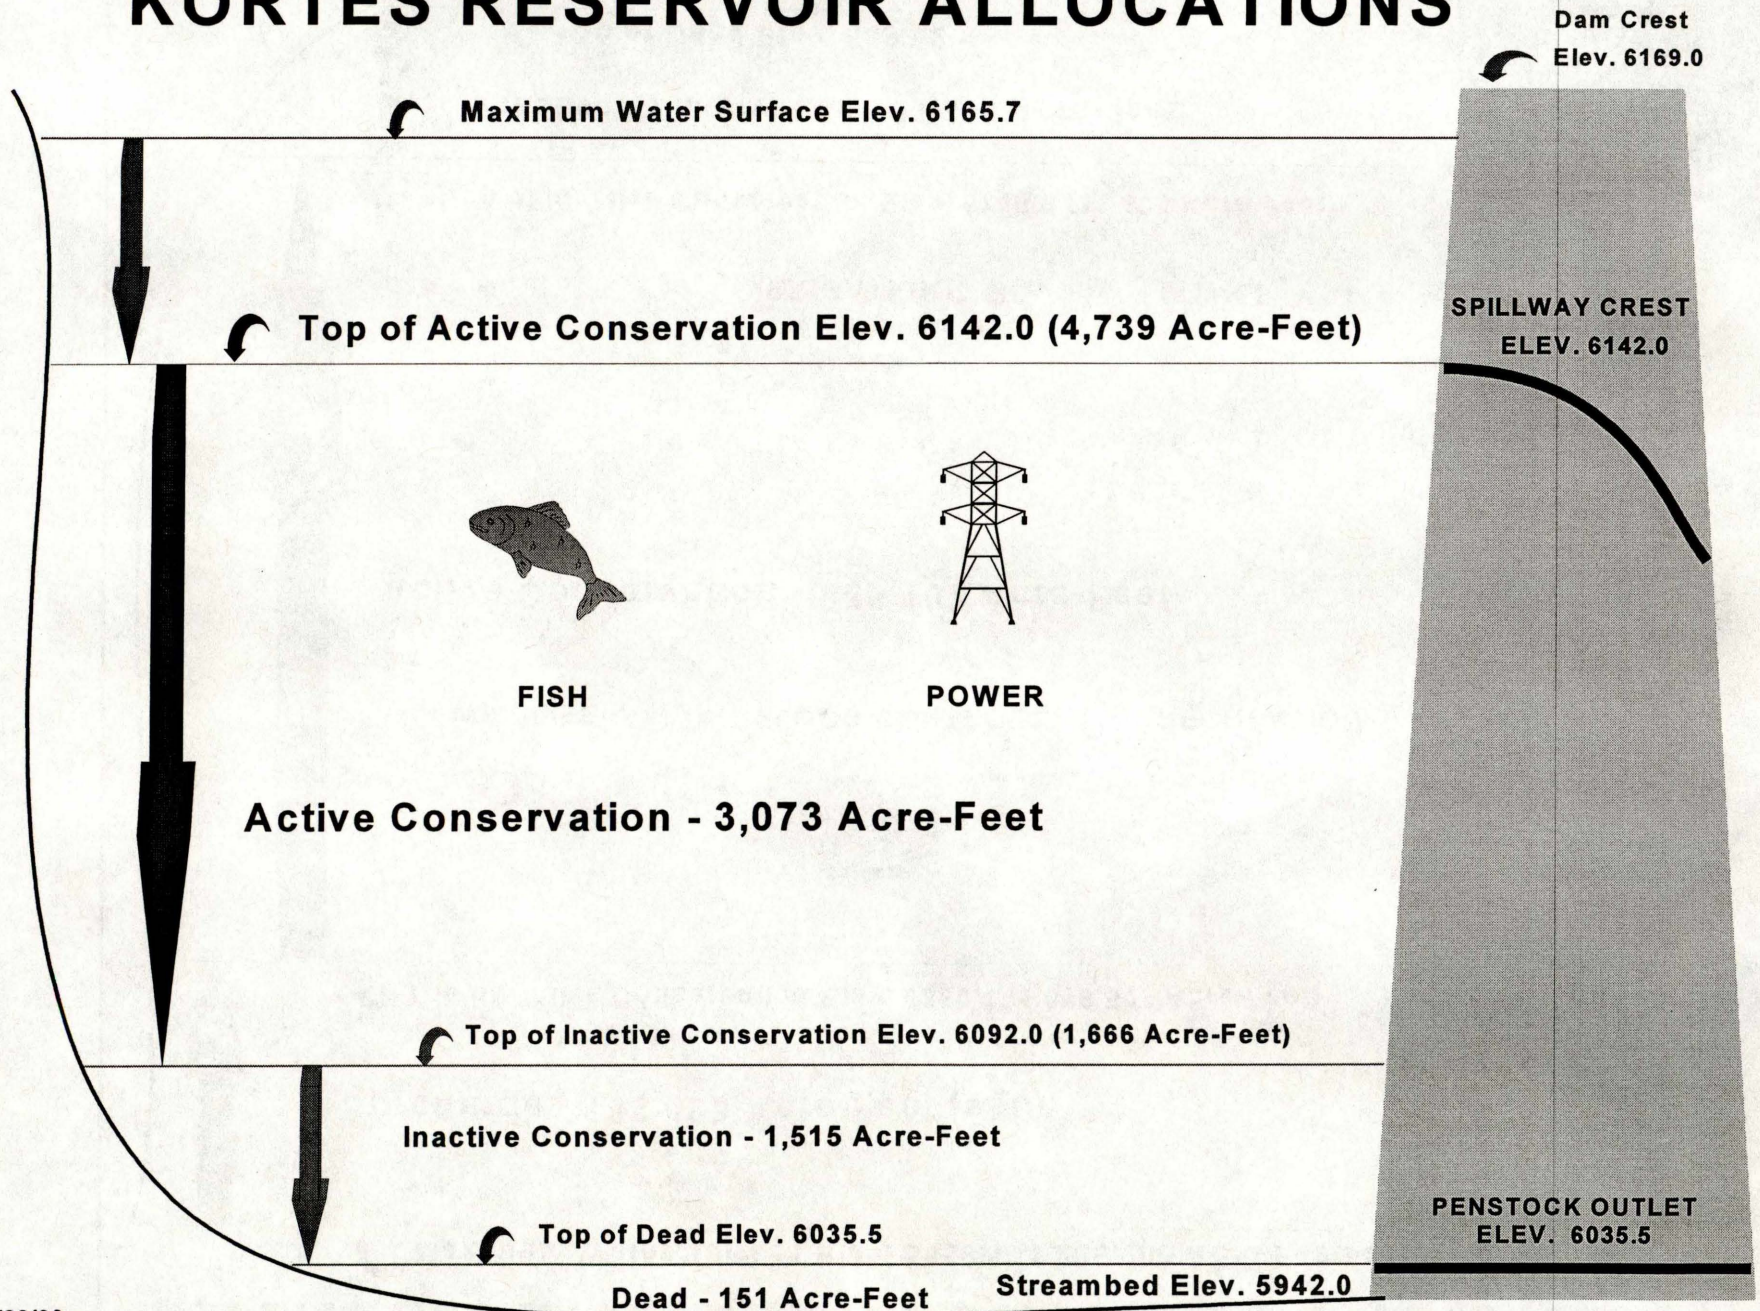 KORTES RESERVOIR ALLOCATIONS
Dam Crest
Elev. 6169.0
Maximum Water Surface Elev. 6165.7
Top of Active Conservation Elev. 6142.0 (4,739 Acre-Feet)
SPILLWAY CREST
ELEV. 6142.0
FISH
POWER
Active Conservation - 3,073 Acre-Feet
Top of Inactive Conservation Elev. 6092.0 (1,666 Acre-Feet)
Inactive Conservation - 1,515 Acre-Feet
PENSTOCK OUTLET
ELEV. 6035.5
Top of Dead Elev. 6035.5
Streambed Elev. 5942.0
Dead - 151 Acre-Feet